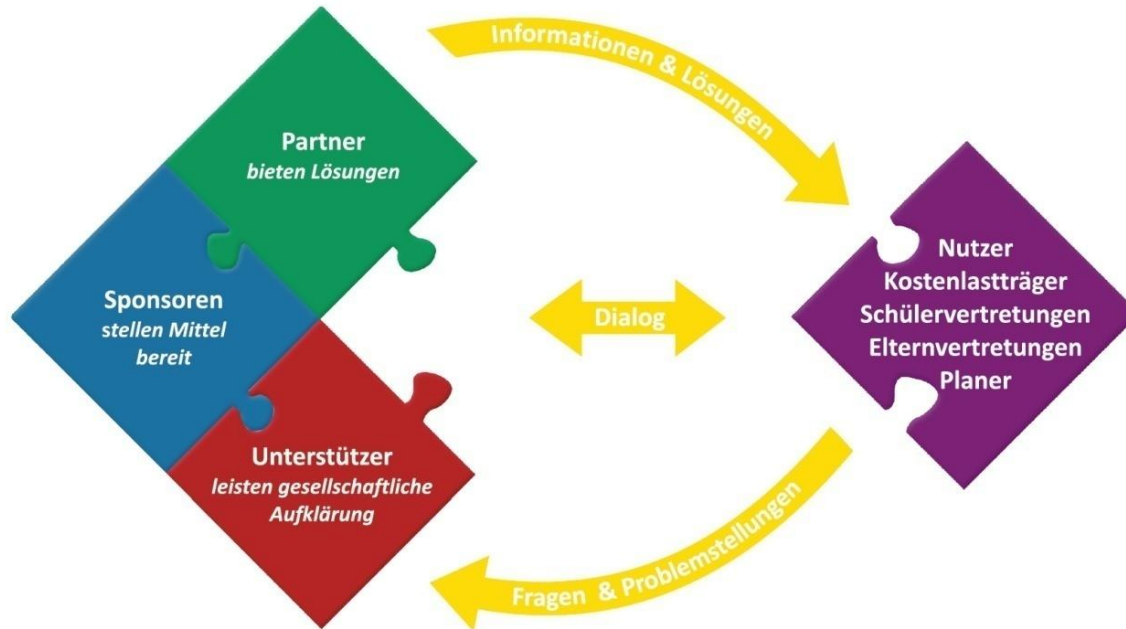 Informationen & Lösungen
Partner
bieten Lösungen
Sponsoren
stellen Mittel
bereit
Dialog
Nutzer
Kostenlastträger
Schülervertretungen
Elternvertretungen
Planer
Unterstützer
leisten gesellschaftliche
Aufklärung
Fragen & Problemstellungen